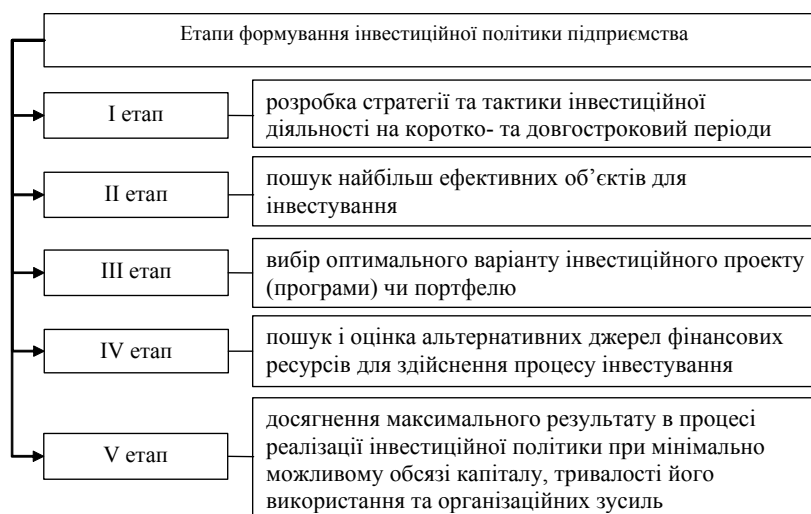 Етапи формування інвестиційної політики підприємства
І етап
розробка стратегії та тактики інвестиційної
діяльності на коротко- та довгостроковий періоди
ІІ етап
пошук найбільш ефективних об’єктів для
інвестування
ІІІ етап
вибір оптимального варіанту інвестиційного проекту
(програми) чи портфелю
IV етап
пошук і оцінка альтернативних джерел фінансових
ресурсів для здійснення процесу інвестування
V етап
досягнення максимального результату в процесі
реалізації інвестиційної політики при мінімально
можливому обсязі капіталу, тривалості його
використання та організаційних зусиль